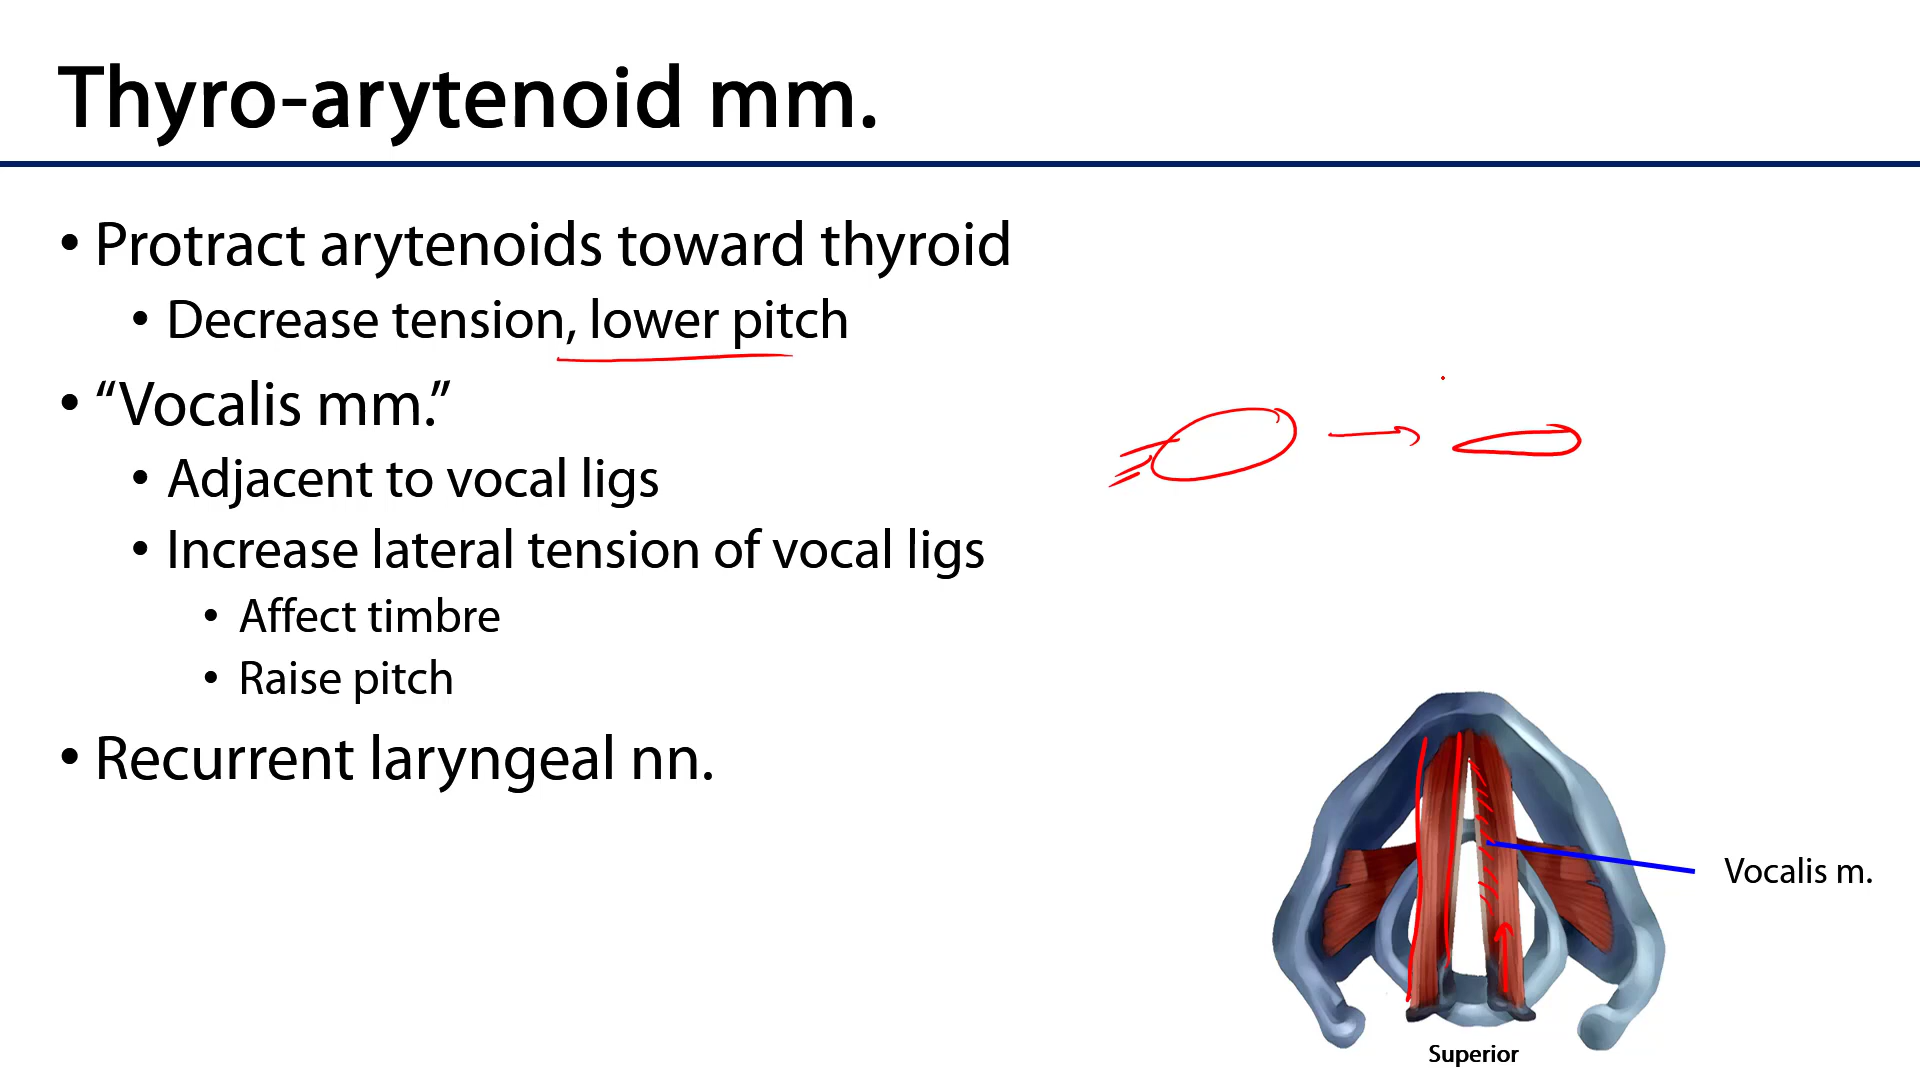 Thyro-arytenoid mm.
• Protract arytenoids toward thyroid
• Decrease tension, lower pitch
• “Vocalis mm.”
• Adjacent to vocal ligs
• Increase lateral tension of vocal ligs
• Affect timbre
• Raise pitch
• Recurrent laryngeal nn.
Vocalis m.
Superior